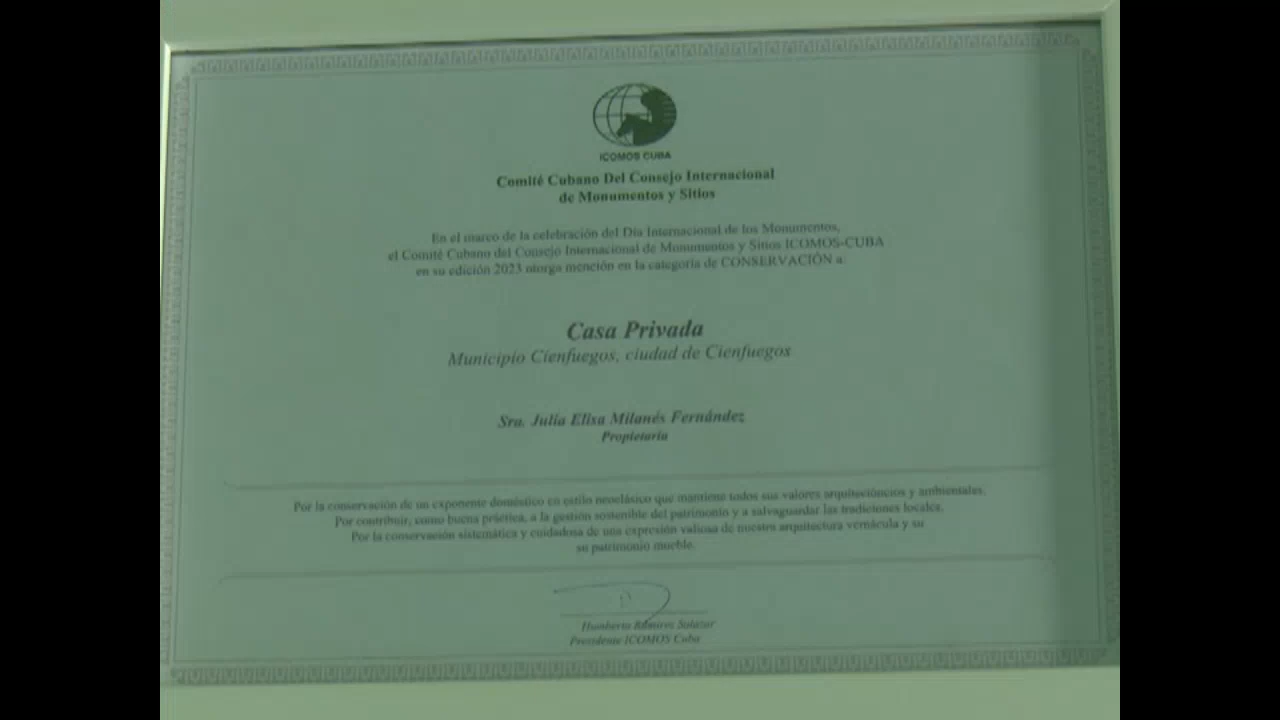 ICOMOS CUBA
Comité Cubano Del Consejo Internacional
de Monumentos y Sitios
En el marco de la celebración del Día Internacional de los Monumentos,
el Comité Cubano del Consejo Internacional de Monumentos y Sitios ICOMOS-CUBA
en su edición 2023 otorga mención en la categoría de CONSERVACIÓN a:
Casa Privada
Municipio Cienfuegos, ciudad de Cienfuegos
Sra. Julia Elisa Milanés Fernández
Propietaria
Por la conservación de un exponente doméstico en estilo neoclásico que mantiene todos sus valores arquitectónicos y ambientales.
Por contribuir, como buena práctica, a la gestión sostenible del patrimonio y a salvaguardar las tradiciones locales.
Por la conservación sistemática y cuidadosa de una expresión valiosa de nuestra arquitectura vernácula y su
su patrimonio mueble.
Humberto Ramírez Salazar
Presidente ICOMOS Cuba